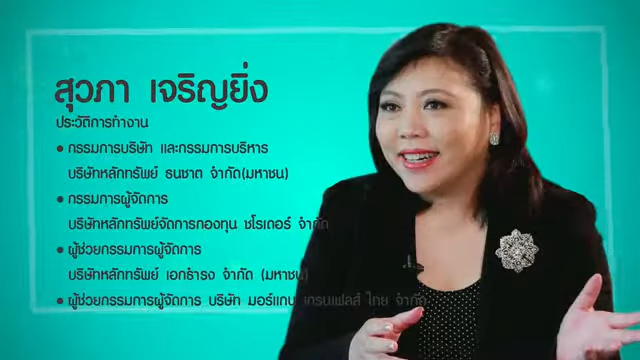 สุวภา เจริญยิ่ง
ประวัติการทำงาน
• กรรมการบริษัท และกรรมการบริหาร
บริษัทหลักทรัพย์ ธนชาต จำกัด(มหาชน)
• กรรมการผู้จัดการ
บริษัทหลักทรัพย์จัดการกองทุน ชโรเดอร์ จำกัด
• ผู้ช่วยกรรมการผู้จัดการ
บริษัทหลักทรัพย์ เอกธำรง จำกัด (มหาชน)
• ผู้ช่วยกรรมการผู้จัดการ บริษัท มอร์แกน เกรนเฟลส์ ไทย จำกัด